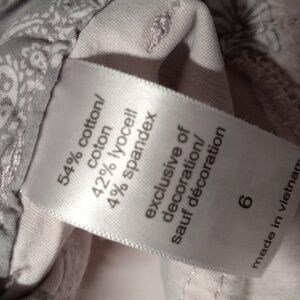 54% cotton/
coton
42% lyocell
4% spandex
exclusive of
decoration/
sauf décoration
6
made in vietnam